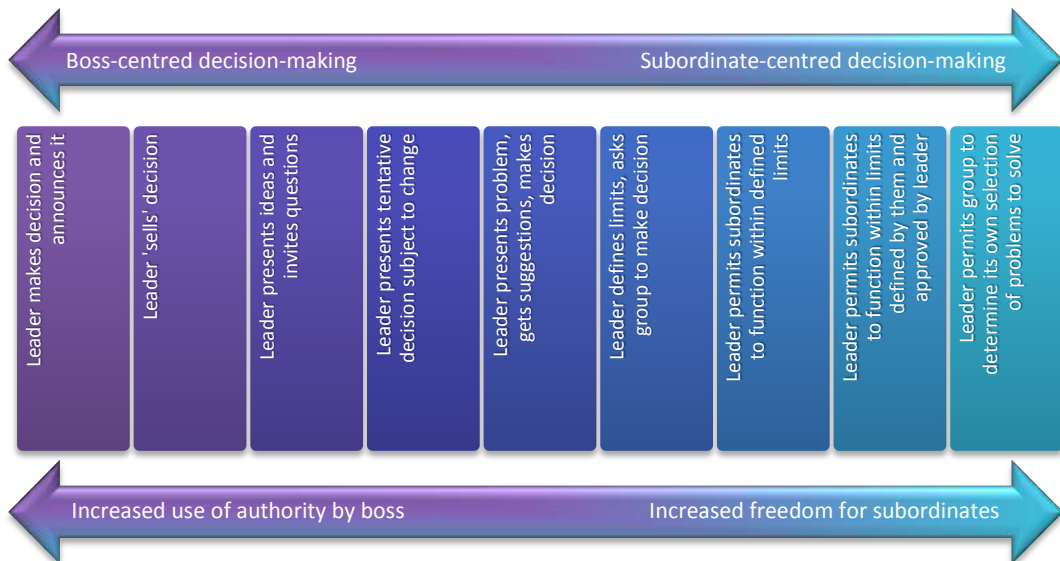 Boss-centred decision-making
Subordinate-centred decision-making
Leader makes decision and
announces it
Leader 'sells' decision
Leader presents ideas and
invites questions
Leader presents tentative
decision subject to change
Leader presents problem,
gets suggestions, makes
decision
Leader defines limits, asks
group to make decision
Leader permits subordinates
to function within defined
limits
Leader permits subordinates
to function within limits
defined by them and
approved by leader
Leader permits group to
determine its own selection
of problems to solve
Increased use of authority by boss
Increased freedom for subordinates